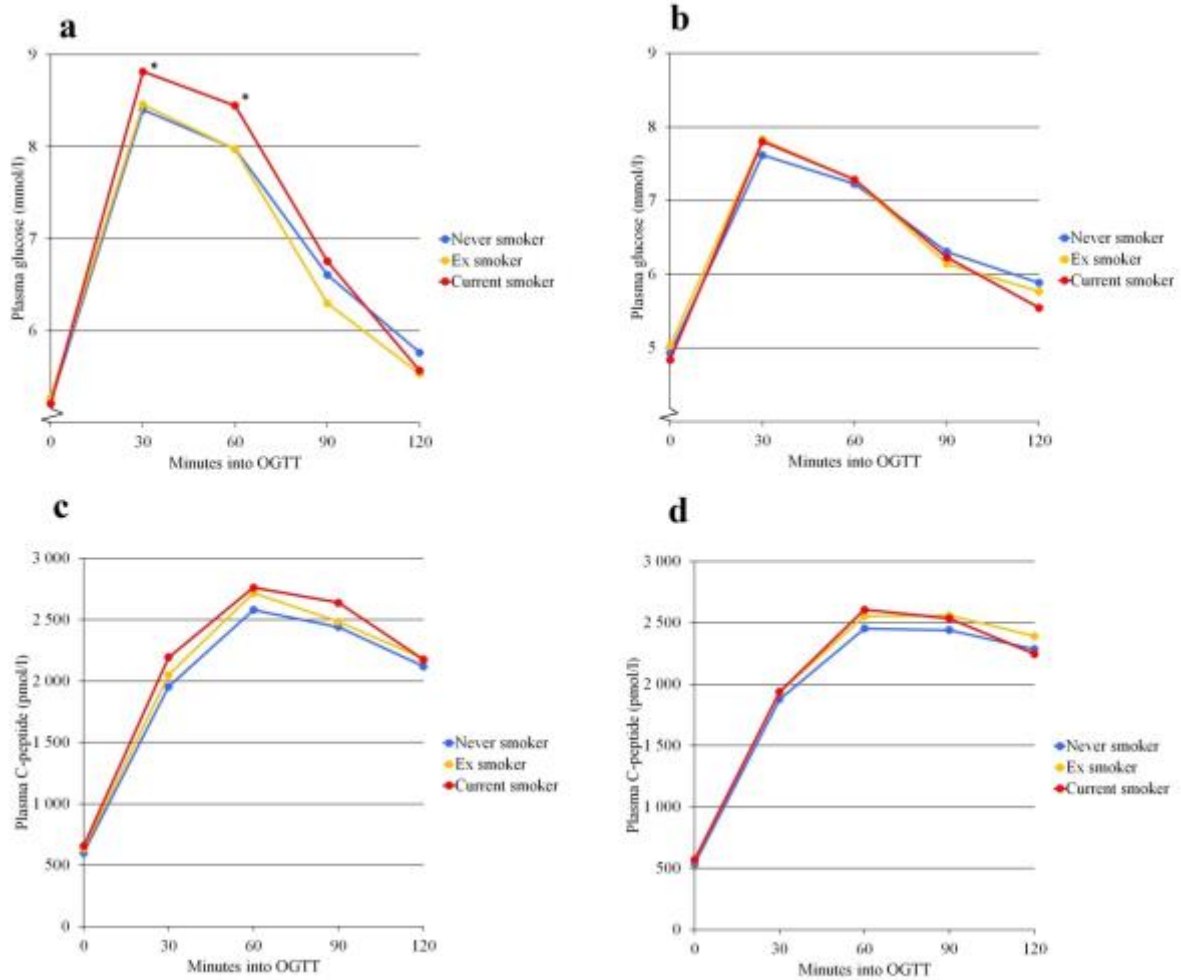 a
9
8
7
6
Plasma glucose (mmol/l)
*
*
Never smoker
Ex smoker
Current smoker
0 30 60 90 120
Minutes into OGTT
b
9
8
7
6
5
Plasma glucose (mmol/l)
Never smoker
Ex smoker
Current smoker
0 30 60 90 120
Minutes into OGTT
c
3 000
2 500
2 000
1 500
1 000
500
0
Plasma C-peptide (pmol/l)
Never smoker
Ex smoker
Current smoker
0 30 60 90 120
Minutes into OGTT
d
3 000
2 500
2 000
1 500
1 000
500
0
Plasma C-peptide (pmol/l)
Never smoker
Ex smoker
Current smoker
0 30 60 90 120
Minutes into OGTT